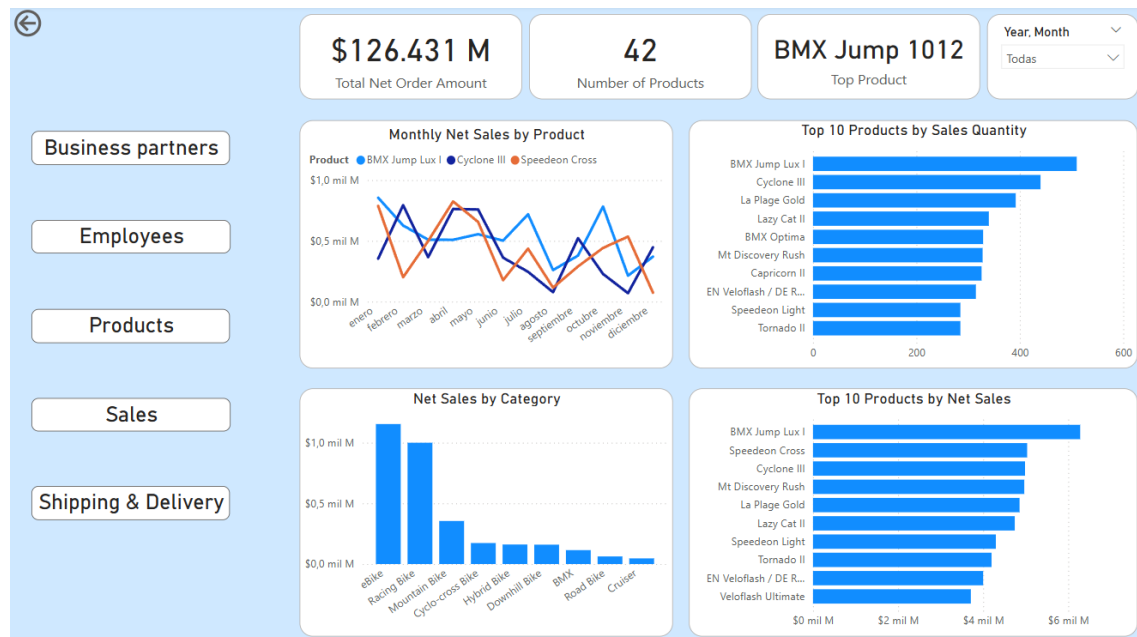 $126.431 M
Total Net Order Amount
42
Number of Products
BMX Jump 1012
Top Product
Year, Month
Todas
Business partners
Employees
Products
Sales
Shipping & Delivery
Monthly Net Sales by Product
Product BMX Jump Lux I Cyclone III Speedeon Cross
$1,0 mil M
$0,5 mil M
$0,0 mil M
enero
febrero
marzo
abril
mayo
junio
julio
agosto
septiembre
octubre
noviembre
diciembre
Top 10 Products by Sales Quantity
BMX Jump Lux I
Cyclone III
La Plage Gold
Lazy Cat II
BMX Optima
Mt Discovery Rush
Capricorn II
EN Veloflash / DE R...
Speedeon Light
Tornado II
0 200 400 600
Net Sales by Category
$1,0 mil M
$0,5 mil M
$0,0 mil M
eBike
Racing Bike
Mountain Bike
Cyclo-cross Bike
Hybrid Bike
Downhill Bike
BMX
Road Bike
Cruiser
Top 10 Products by Net Sales
BMX Jump Lux I
Speedeon Cross
Cyclone III
Mt Discovery Rush
La Plage Gold
Lazy Cat II
Speedeon Light
Tornado II
EN Veloflash / DE R...
Veloflash Ultimate
$0 mil M $2 mil M $4 mil M $6 mil M